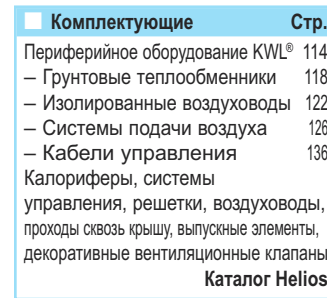 Комплектующие Стр.
Периферийное оборудование KWL® 114
– Грунтовые теплообменники 118
– Изолированные воздуховоды 122
– Системы подачи воздуха 126
– Кабели управления 136
Калориферы, системы
управления, решетки, воздуховоды,
проходы сквозь крышу, выпускные элементы,
декоративные вентиляционные клапаны
Каталог Helios